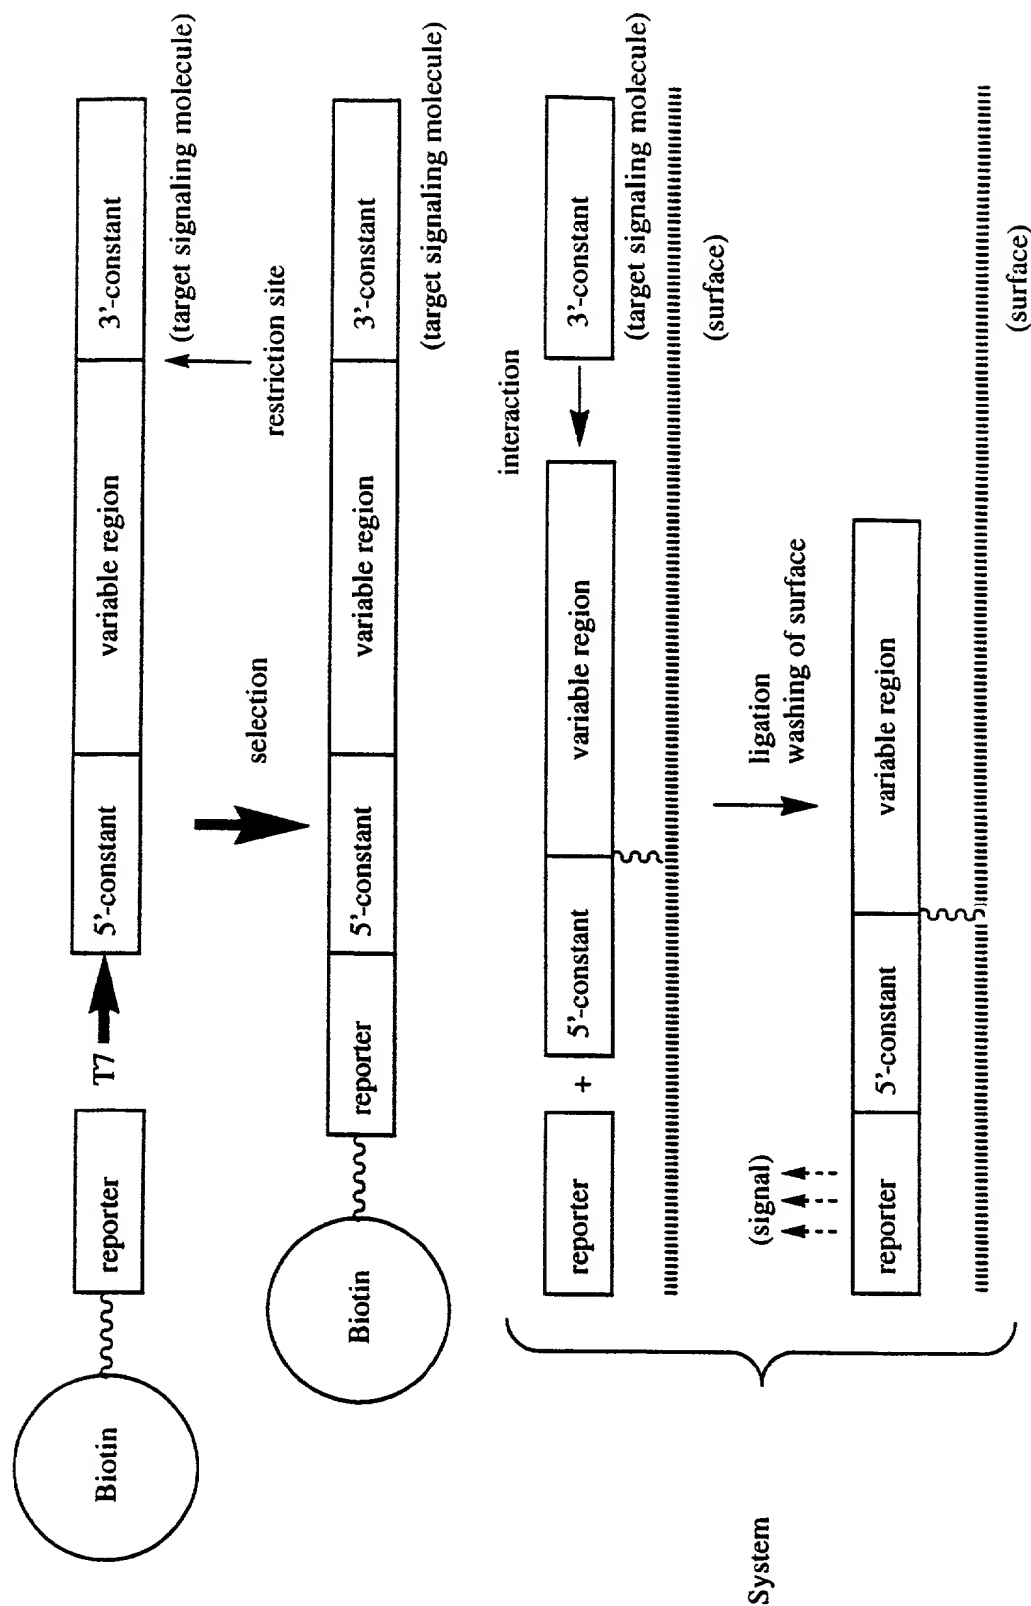 Biotin
reporter
T7
5'-constant
variable region
3'-constant
(target signaling molecule)
restriction site
selection
Biotin
reporter
5'-constant
variable region
3'-constant
(target signaling molecule)
System
interaction
reporter
+
5'-constant
variable region
3'-constant
(target signaling molecule)
(surface)
ligation
washing of surface
(signal)
reporter
5'-constant
variable region
(surface)